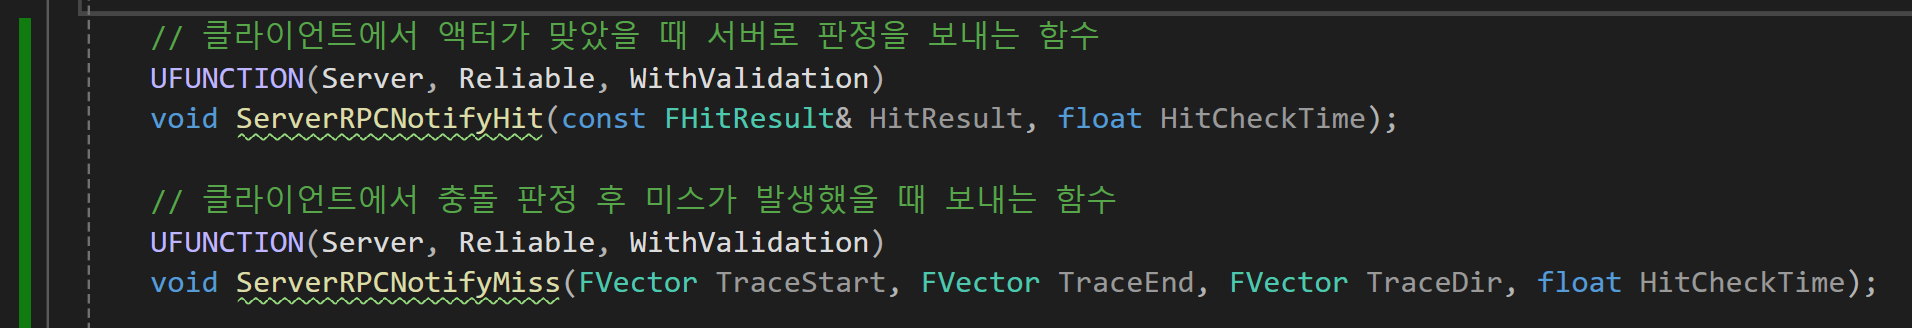 // 클라이언트에서 액터가 맞았을 때 서버로 판정을 보내는 함수
UFUNCTION(Server, Reliable, WithValidation)
void ServerRPCNotifyHit(const FHitResult& HitResult, float HitCheckTime);
// 클라이언트에서 충돌 판정 후 미스가 발생했을 때 보내는 함수
UFUNCTION(Server, Reliable, WithValidation)
void ServerRPCNotifyMiss(FVector TraceStart, FVector TraceEnd, FVector TraceDir, float HitCheckTime);